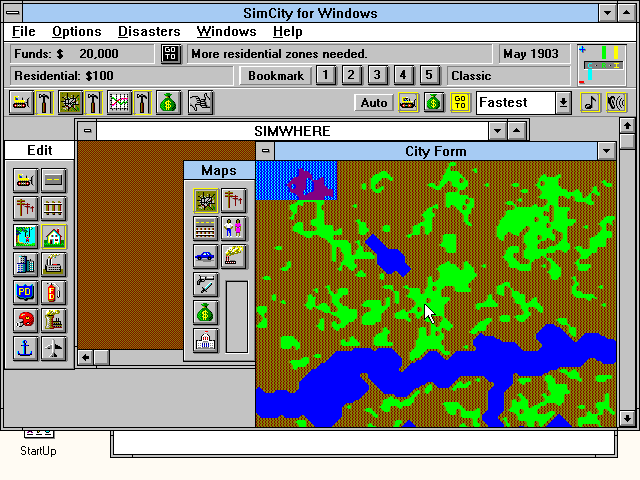 SimCity for Windows
File Options Disasters Windows Help
Funds: $ 20,000
GO TO
More residential zones needed.
May 1903
Residential: $100
Bookmark 1 2 3 4 5
Classic
Auto
GO TO
Fastest
SIMWHERE
Edit
Maps
City Form
PD
StartUp